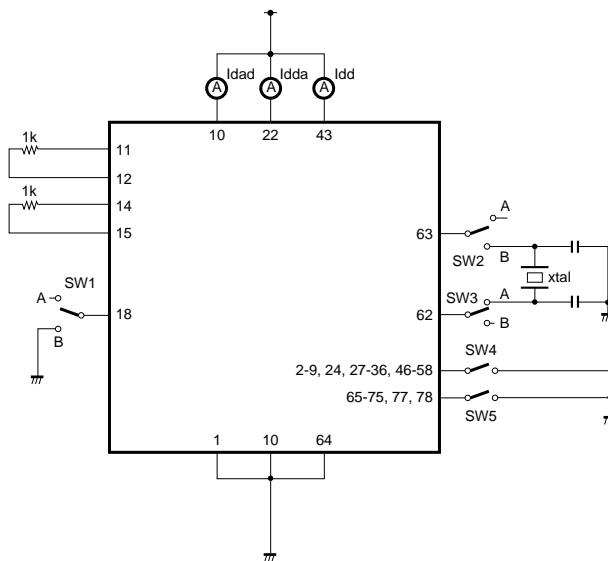 Idad Idda Idd
A A A
10 22 43
1k
11
12
1k
14
15
63
A
B
SW2
xtal
SW1
A
B
18
SW3
A
B
62
SW4
2-9, 24, 27-36, 46-58
65-75, 77, 78
SW5
1 10 64